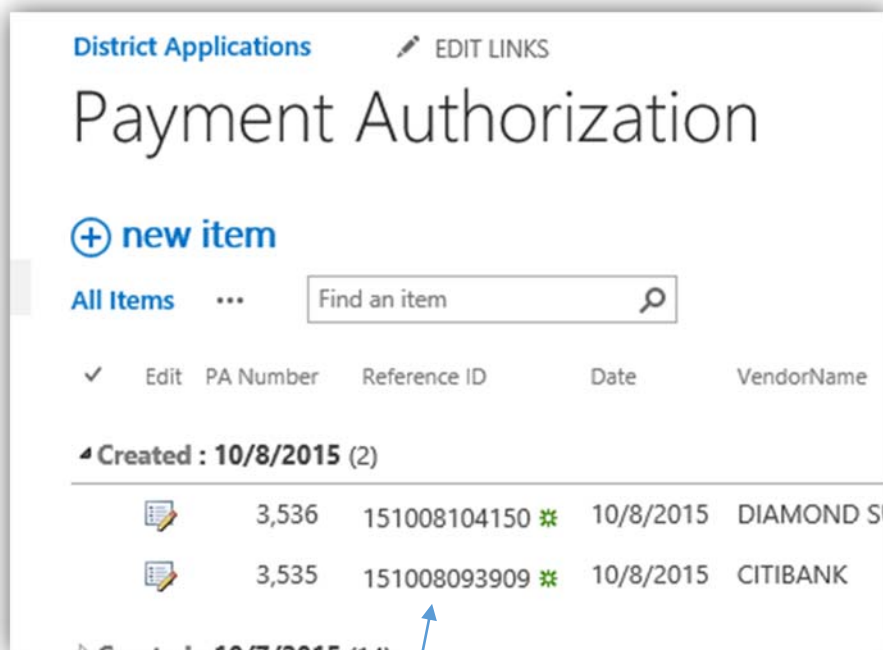 District Applications EDIT LINKS
Payment Authorization
new item
All Items ••• Find an item
Edit PA Number Reference ID Date VendorName
Created : 10/8/2015 (2)
3,536 151008104150 10/8/2015 DIAMOND
3,535 151008093909 10/8/2015 CITIBANK